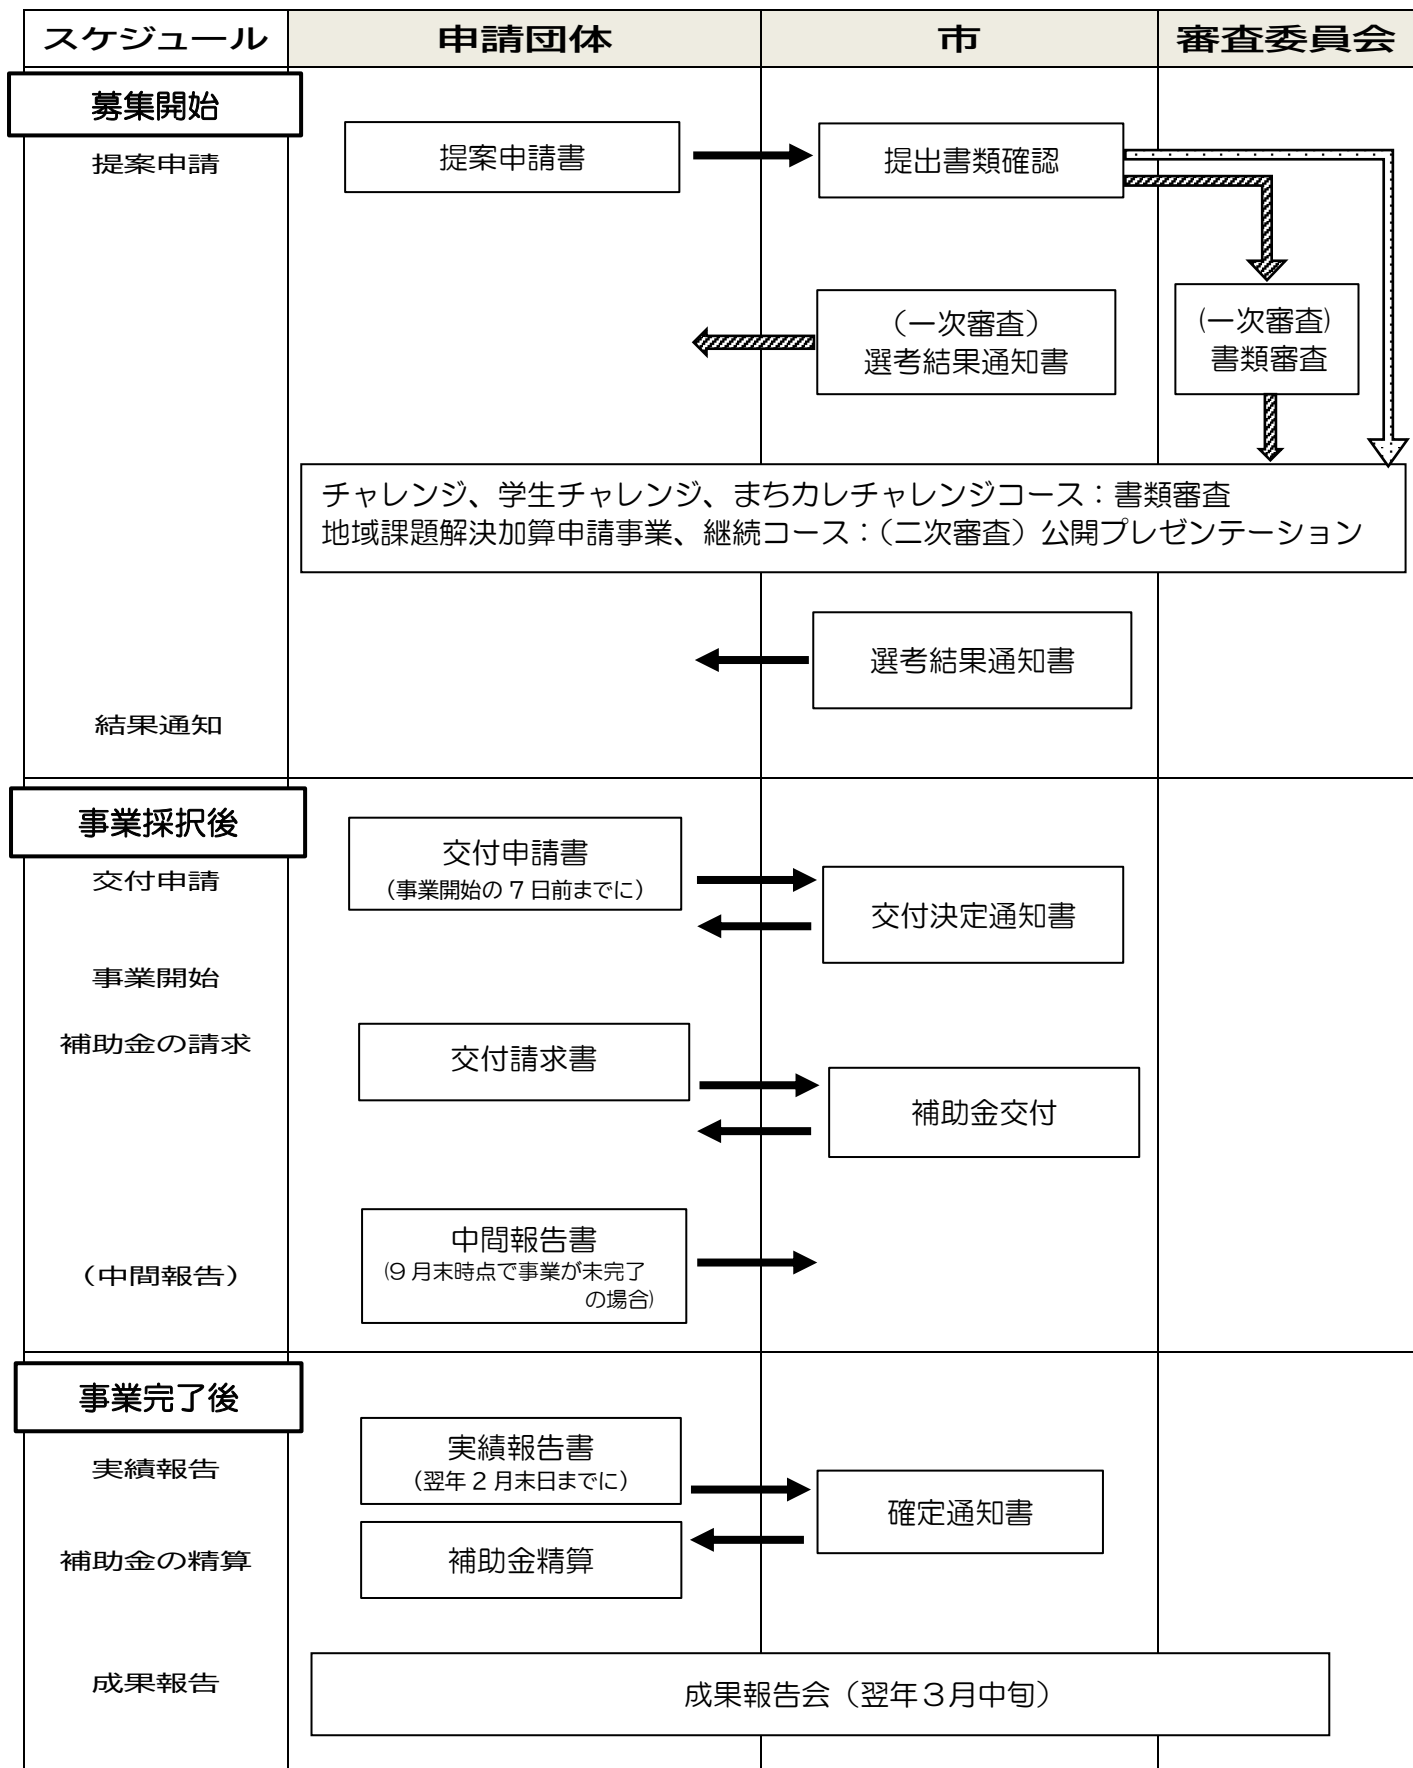 スケジュール 申請団体 市 審査委員会
募集開始
提案申請
提案申請書
提出書類確認
（一次審査）
選考結果通知書
(一次審査)
書類審査
チャレンジ、学生チャレンジ、まちカレチャレンジコース：書類審査
地域課題解決加算申請事業、継続コース：（二次審査）公開プレゼンテーション
選考結果通知書
結果通知
事業採択後
交付申請
交付申請書
（事業開始の７日前までに）
交付決定通知書
事業開始
補助金の請求
交付請求書
補助金交付
（中間報告）
中間報告書
(９月末時点で事業が未完了
の場合)
事業完了後
実績報告
実績報告書
（翌年２月末日までに）
確定通知書
補助金の精算
補助金精算
成果報告
成果報告会（翌年３月中旬）